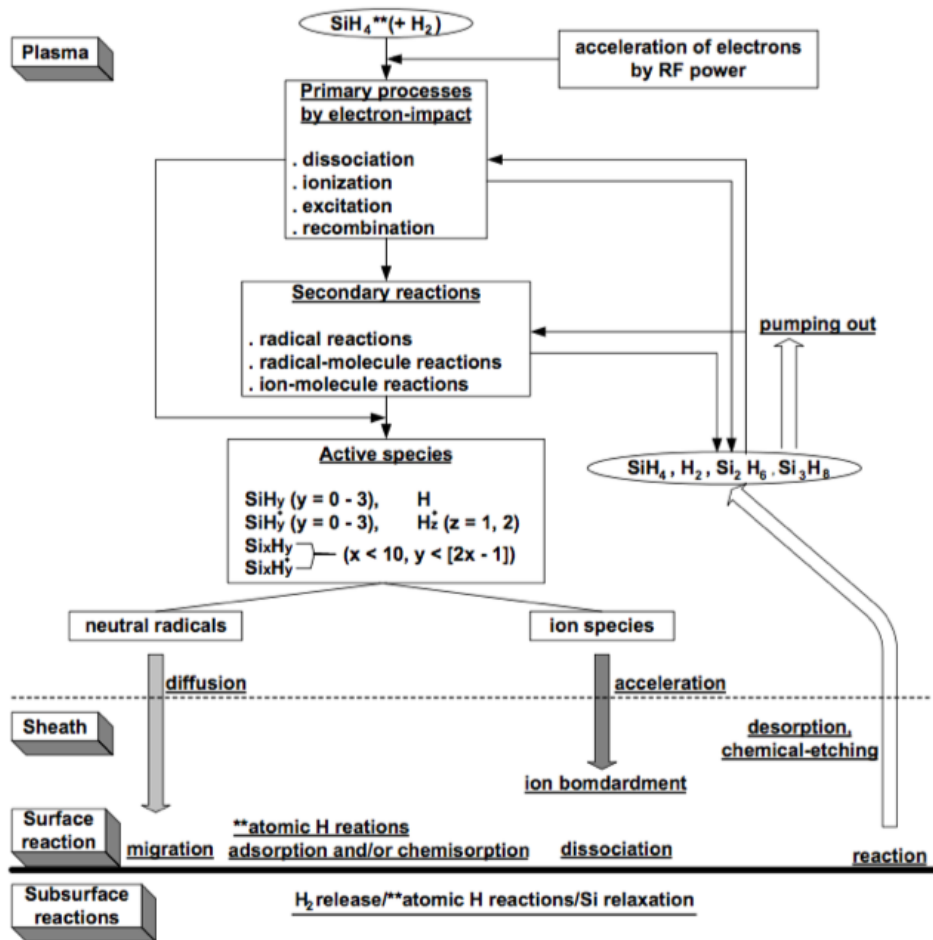 SiH₄**(+ H₂)
Plasma
acceleration of electrons
by RF power
Primary processes
by electron-impact
. dissociation
. ionization
. excitation
. recombination
Secondary reactions
. radical reactions
. radical-molecule reactions
. ion-molecule reactions
pumping out
Active species
SiHy (y = 0 - 3), H
SiHy⁺ (y = 0 - 3), Hz⁺ (z = 1, 2)
SixHy
SixHy⁺
(x < 10, y < [2x - 1])
SiH₄ , H₂ , Si₂ H₆ . Si₃H₈
neutral radicals
ion species
diffusion
acceleration
Sheath
desorption,
chemical-etching
ion bomdardment
Surface
reaction
migration
**atomic H reations
adsorption and/or chemisorption
dissociation
reaction
Subsurface
reactions
H₂ release/**atomic H reactions/Si relaxation